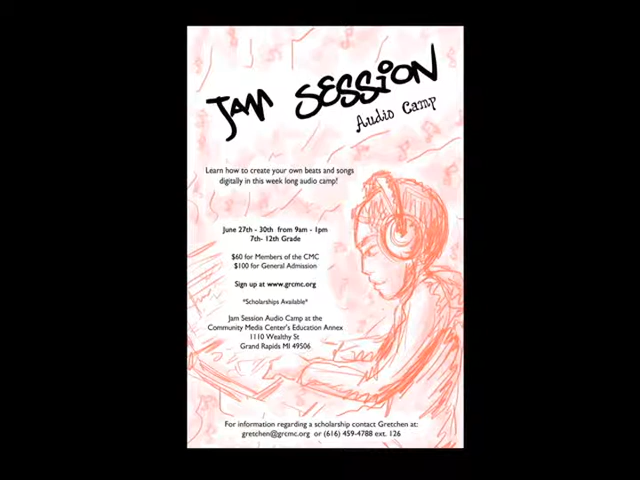 JAM SESSION
Audio Camp
Learn how to create your own beats and songs
digitally in this week long audio camp!
June 27th - 30th from 9am - 1pm
7th- 12th Grade
$60 for Members of the CMC
$100 for General Admission
Sign up at www.grcmc.org
*Scholarships Available*
Jam Session Audio Camp at the
Community Media Center's Education Annex
1110 Wealthy St
Grand Rapids MI 49506
For information regarding a scholarship contact Gretchen at:
gretchen@grcmc.org or (616) 459-4788 ext. 126